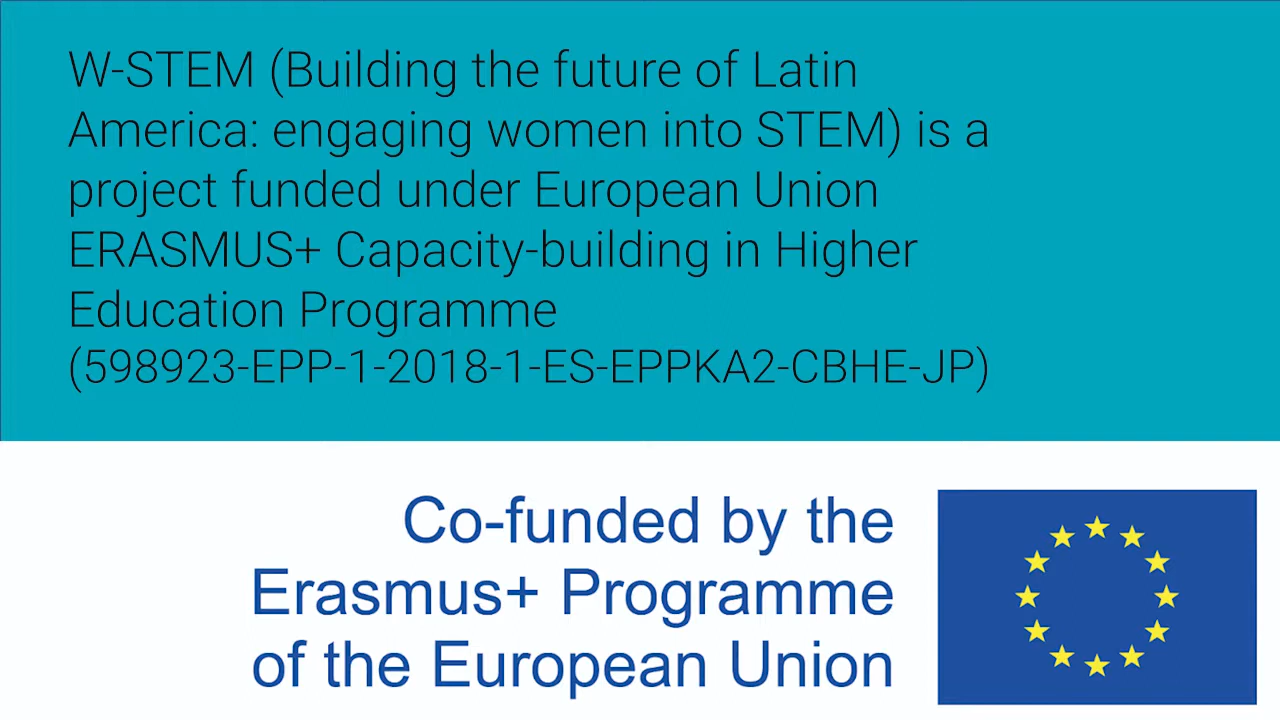 W-STEM (Building the future of Latin
America: engaging women into STEM) is a
project funded under European Union
ERASMUS+ Capacity-building in Higher
Education Programme
(598923-EPP-1-2018-1-ES-EPPKA2-CBHE-JP)
Co-funded by the
Erasmus+ Programme
of the European Union